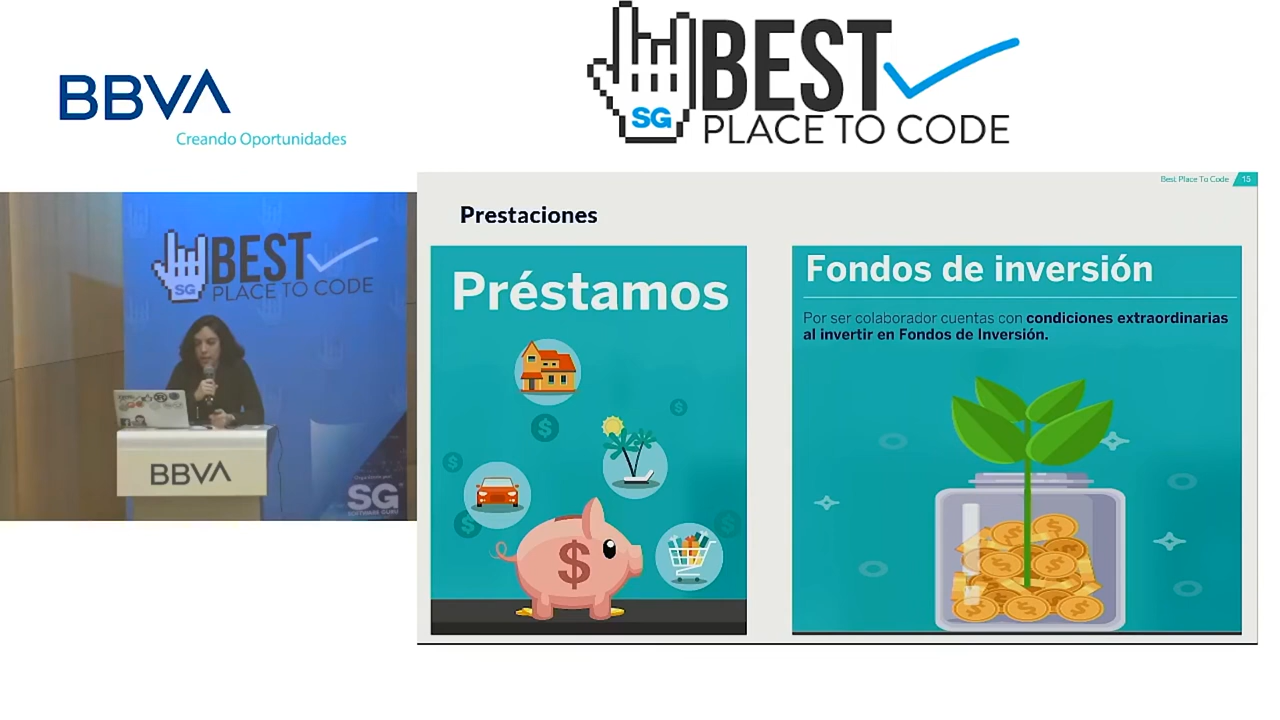 BBVA
Creando Oportunidades
BEST
SG
PLACE TO CODE
BEST
SG
PLACE TO CODE
BBVA
SG
SOFTWARE GURU
Best Place To Code 15
Prestaciones
Préstamos
$
$
$
$
$
$
Fondos de inversión
Por ser colaborador cuentas con condiciones extraordinarias
al invertir en Fondos de Inversión.